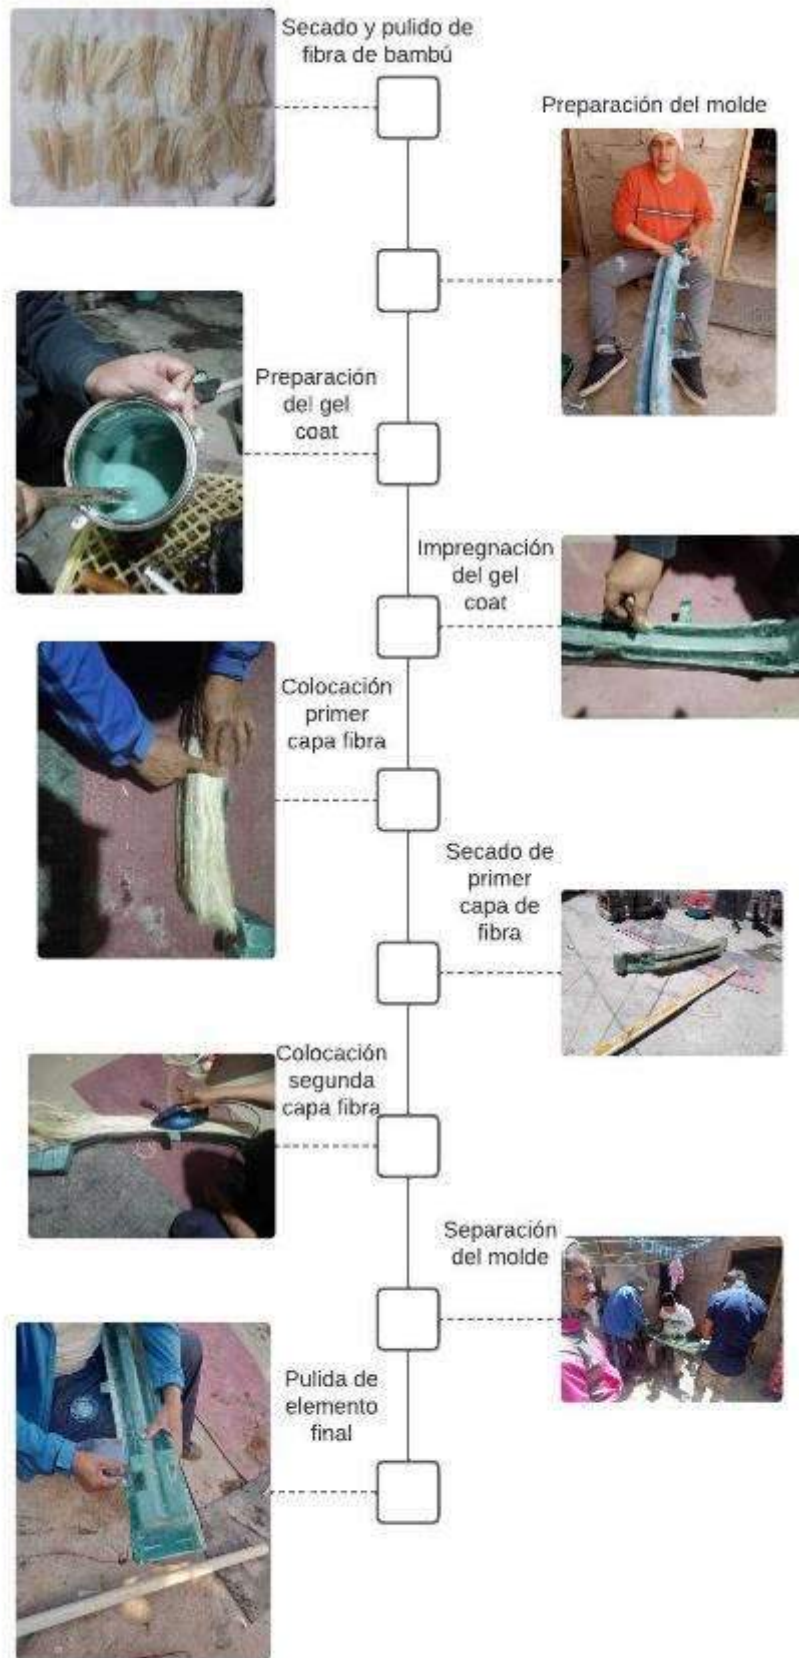 Secado y pulido de
fibra de bambú
Preparación del molde
Preparación
del gel
coat
Impregnación
del gel
coat
Colocación
primer
capa fibra
Secado de
primer
capa de
fibra
Colocación
segunda
capa fibra
Separación
del molde
Pulida de
elemento
final